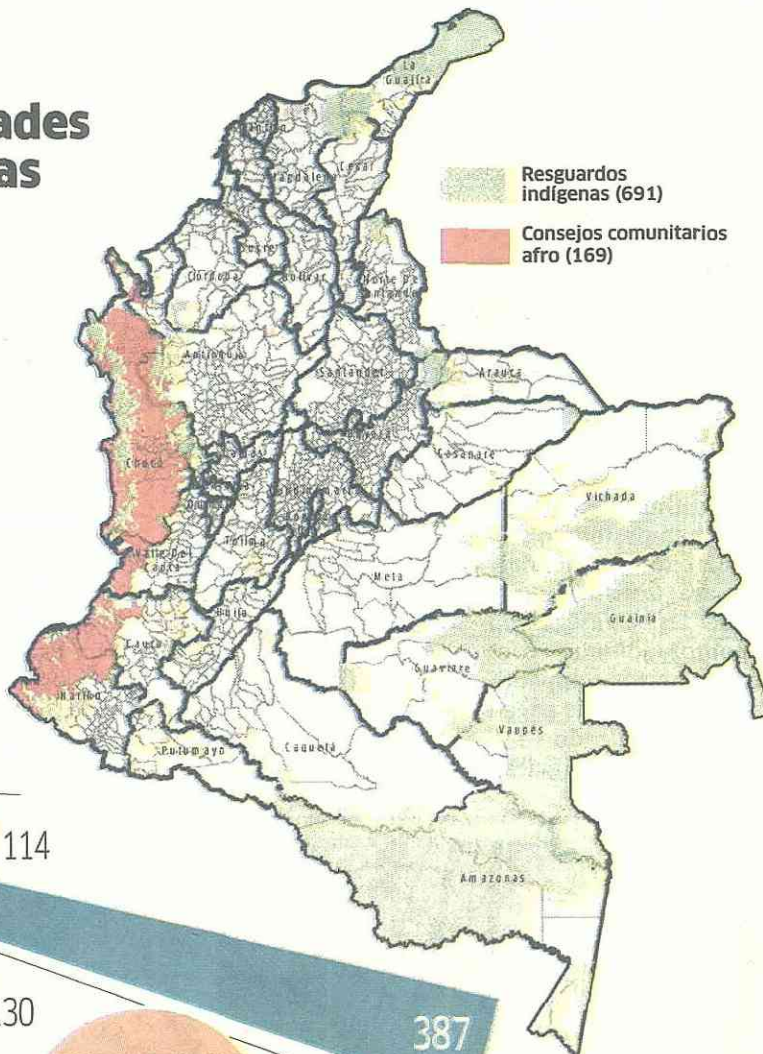 ades
as
Resguardos
indígenas (691)
Consejos comunitarios
afro (169)
La
Guajira
Cesar
Sucre
Córdoba
Bolívar
Norte De
Santander
Antioquia
Santander
Arauca
Casanare
Chocó
Vichada
Tolima
Valle Del
Cauca
Meta
Huila
Guainía
Cauca
Guaviare
Nariño
Vaupés
Putumayo
Caquetá
Amazonas
114
30
387